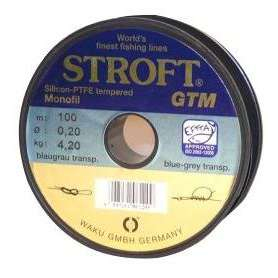 World's
finest fishing lines
STROFT®
GTM
Silicon-PTFE tempered
Monofil
m: 100
Ø: 0,20
kg: 4,20
APPROVED
blaugrau transp.
blue-grey transp.
WAKU GMBH GERMANY